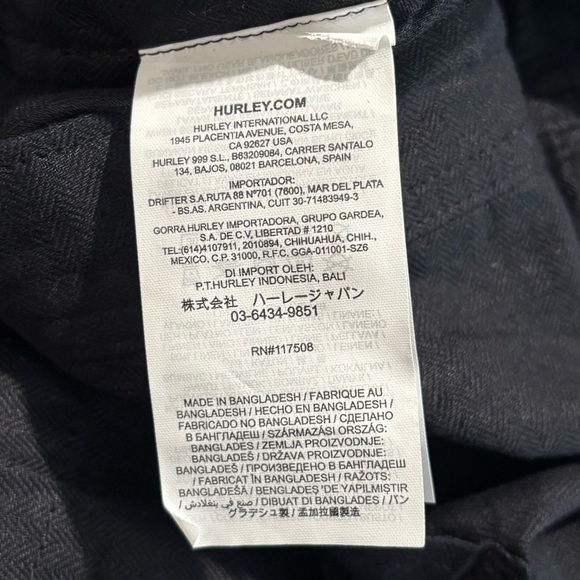 HURLEY.COM
HURLEY INTERNATIONAL LLC
1945 PLACENTIA AVENUE, COSTA MESA,
CA 92627 USA
HURLEY 999 S.L., B63209084, CARRER SANTALO
134, BAJOS, 08021 BARCELONA, SPAIN
IMPORTADOR:
DRIFTER S.A.RUTA 88 Nº701 (7600), MAR DEL PLATA
- BS.AS. ARGENTINA, CUIT 30-71483949-3
GORRA HURLEY IMPORTADORA, GRUPO GARDEA,
S.A. DE C.V, LIBERTAD # 1210
TEL:(614)4107911, 2010894, CHIHUAHUA, CHIH.,
MEXICO, C.P. 31000, R.F.C. GGA-011001-SZ6
DI IMPORT OLEH:
P.T.HURLEY INDONESIA, BALI
株式会社 ハーレージャパン
03-6434-9851
RN#117508
MADE IN BANGLADESH / FABRIQUE AU
BANGLADESH / HECHO EN BANGLADESH /
FABRICADO NO BANGLADESH / СДЕЛАНО
В БАНГЛАДЕШ / SZÁRMAZÁSI ORSZÁG:
BANGLADES / ZEMLJA PROIZVODNJE:
BANGLADEŠ / DRŽAVA PROIZVODNJE:
BANGLADEŠ / ПРОИЗВЕДЕНО В БАНГЛАДЕШ
/ FABRICAT ÎN BANGLADESH / RAŽOTS:
BANGLADEŠĀ / BENGLADEŞ'DE YAPILMIŞTIR
/ صنع في بنغلادش / DIBUAT DI BANGLADES / バン
グラデシュ製 / 孟加拉國製造